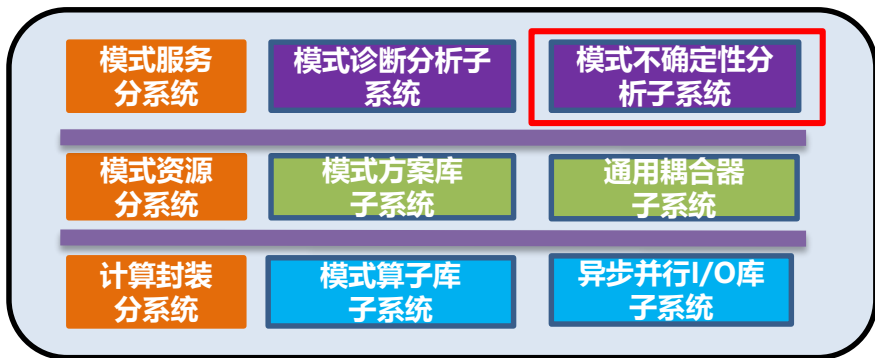 模式服务
分系统
模式诊断分析子
系统
模式不确定性分
析子系统
模式资源
分系统
模式方案库
子系统
通用耦合器
子系统
计算封装
分系统
模式算子库
子系统
异步并行I/O库
子系统